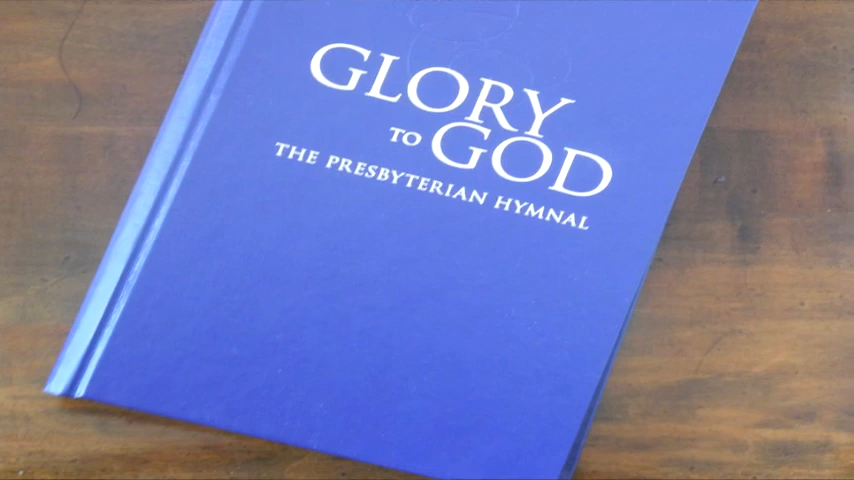 GLORY
TO GOD
THE PRESBYTERIAN HYMNAL